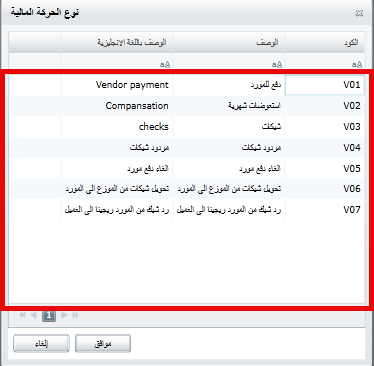 نوع الحركة المالية
الكود الوصف الوصف باللغة الانجليزية
V01 دفع للمورد Vendor payment
V02 استعوضات شهرية Compansation
V03 شيكات checks
V04 مردود شيكات مردود شيكات
V05 الغاء دفع مورد الغاء دفع مورد
V06 تحويل شيكات من الموزع الى المورد تحويل شيكات من الموزع الى المورد
V07 رد شيك من المورد ريجينا الى العميل رد شيك من المورد ريجينا الى العميل
1
موافق إلغاء